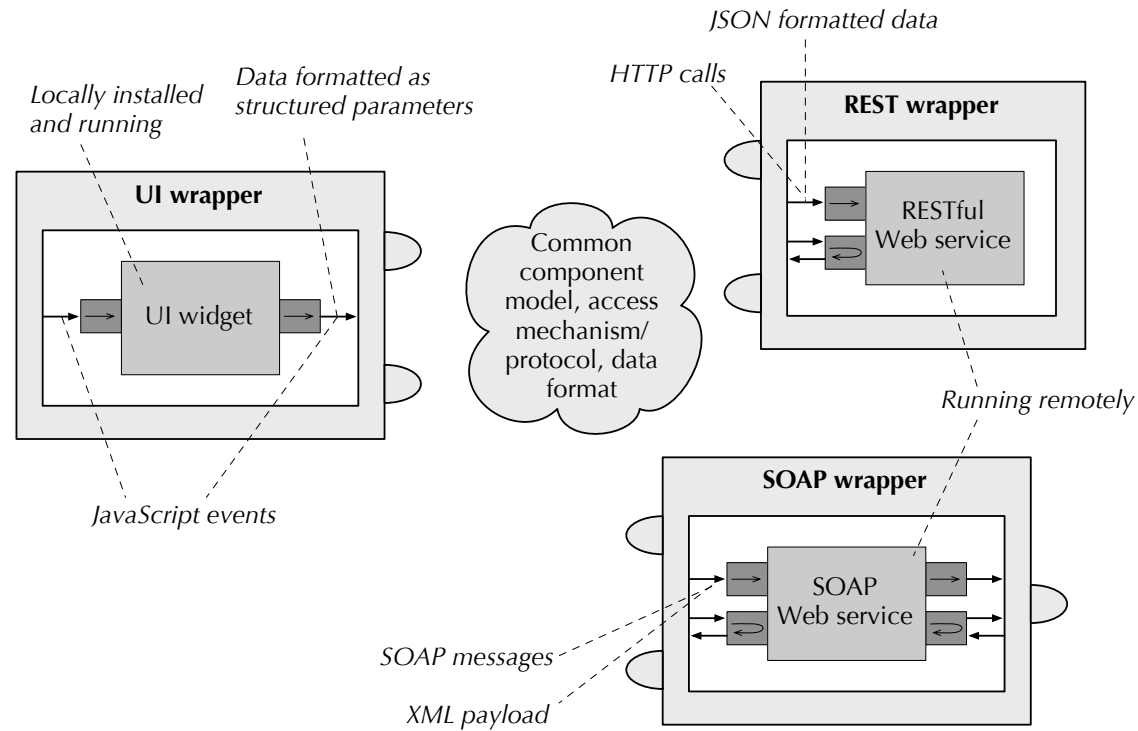 JSON formatted data
HTTP calls
Data formatted as
structured parameters
Locally installed
and running
REST wrapper
UI wrapper
RESTful
Web service
Common
component
model, access
mechanism/
protocol, data
format
UI widget
Running remotely
SOAP wrapper
JavaScript events
SOAP
Web service
SOAP messages
XML payload